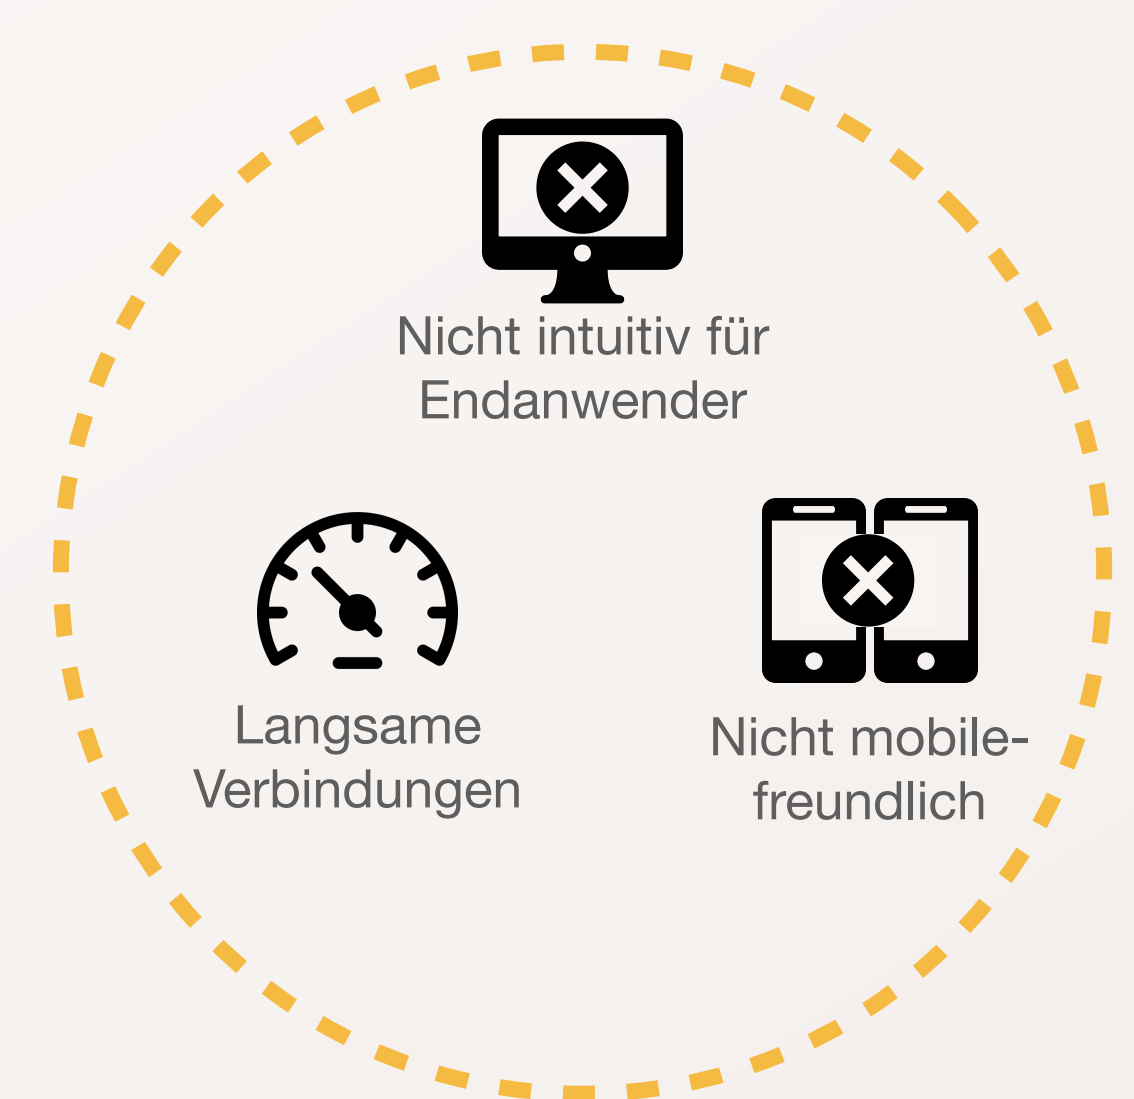 Nicht intuitiv für
Endanwender
Langsame
Verbindungen
Nicht mobile-
freundlich